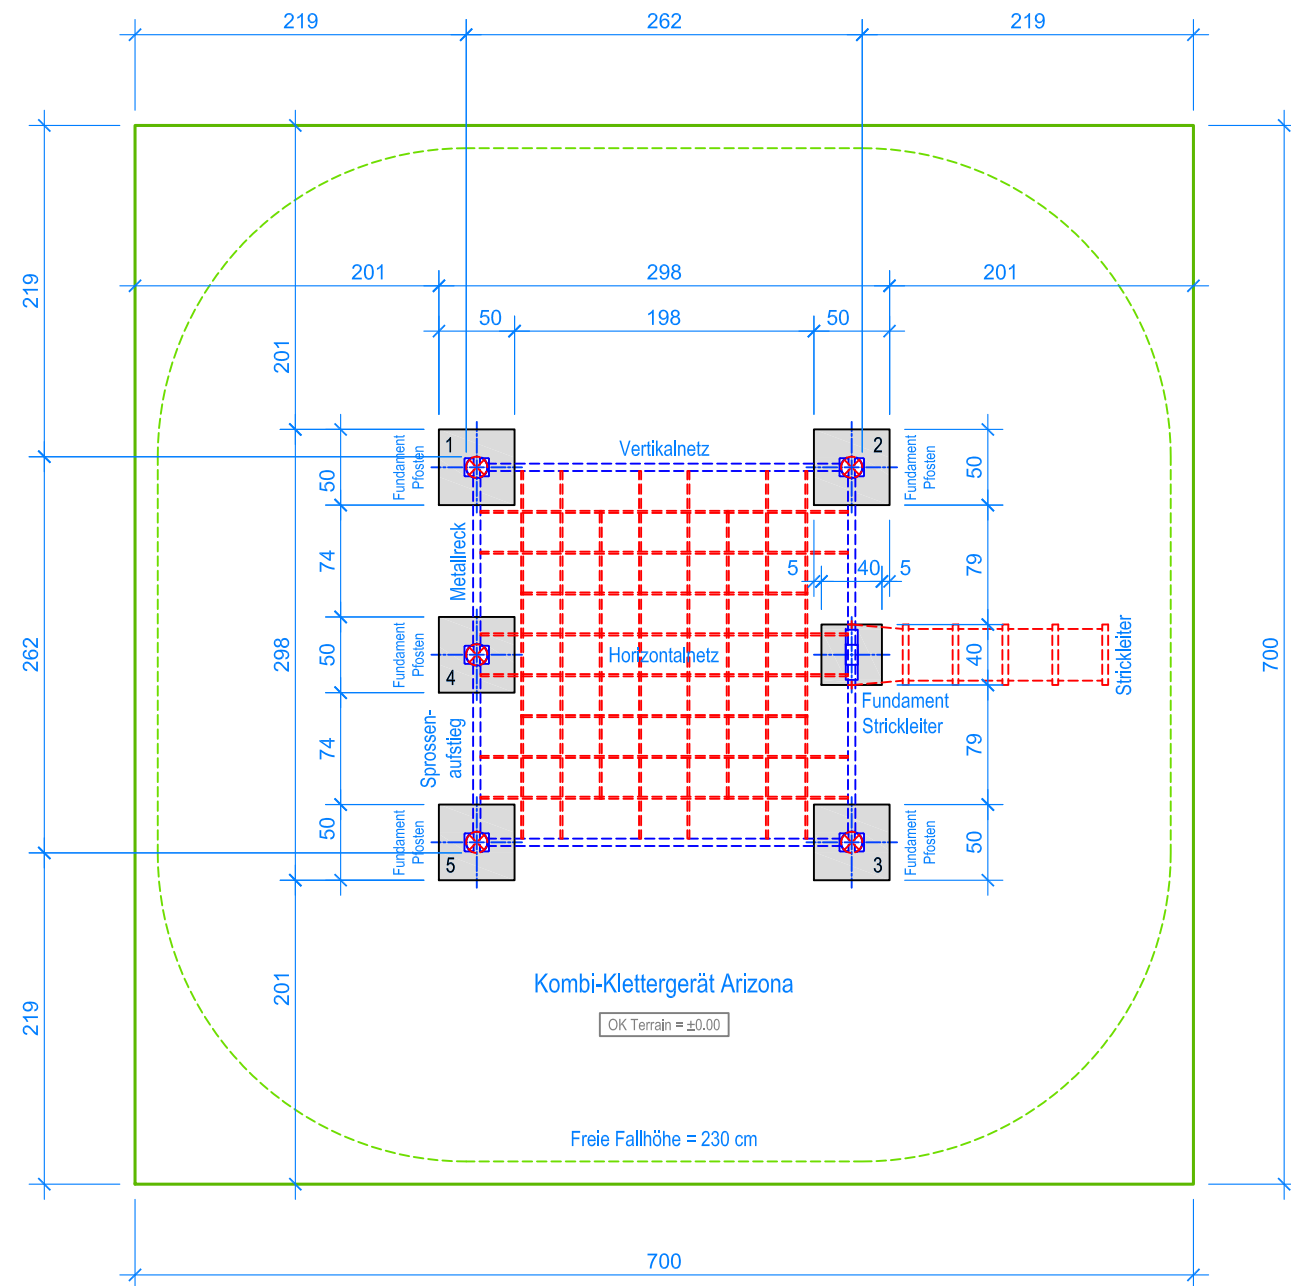 219
262
219
201
298
201
50
198
50
219
262
219
201
298
201
50
74
50
74
50
Fundament
Pfosten
1
Vertikalnetz
2
Fundament
Pfosten
50
79
40
79
50
Metallreck
5
40
5
Fundament
Pfosten
4
Horizontalnetz
Strickleiter
Fundament
Strickleiter
700
Sprossen-
aufstieg
Fundament
Pfosten
5
3
Fundament
Pfosten
Kombi-Klettergerät Arizona
OK Terrain = ±0.00
Freie Fallhöhe = 230 cm
700